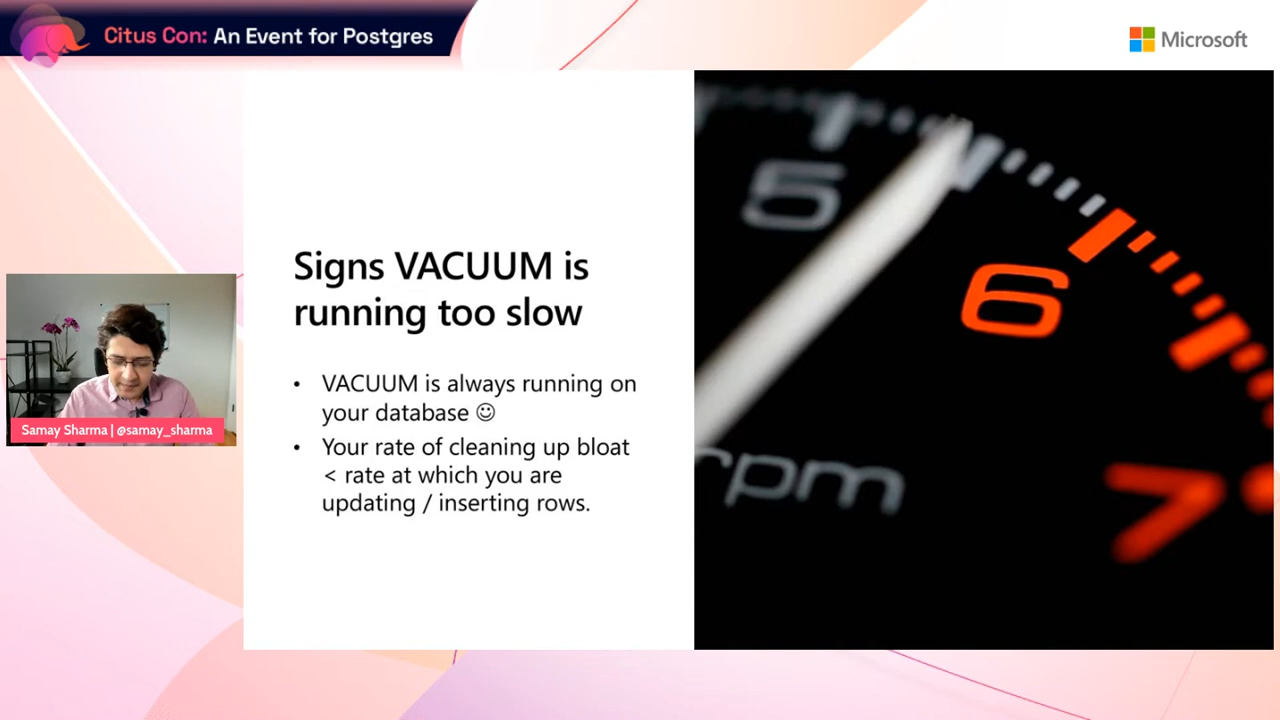 Citus Con: An Event for Postgres
Microsoft
Signs VACUUM is
running too slow
• VACUUM is always running on
your database ☺
• Your rate of cleaning up bloat
< rate at which you are
updating / inserting rows.
Samay Sharma | @samay_sharma
5
6
7
rpm